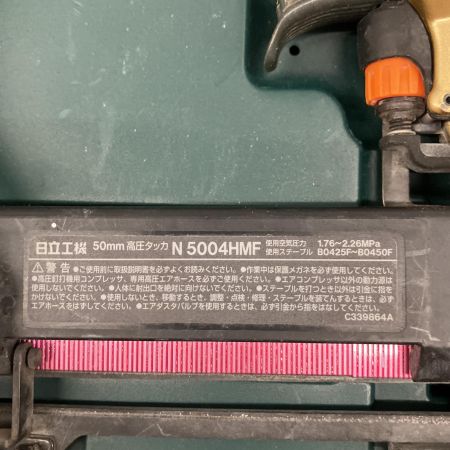 日立工機 50mm 高圧タッカ N 5004HMF 使用空気圧力 1.76～2.26MPa
使用ステープル B0425F～B0450F
⚠警告 ●ご使用前に取扱説明書を必ずよくお読みください。●作業中は保護メガネを必ず使用してください。
●高圧釘打機用コンプレッサ、専用高圧エアホースを必ずご使用ください。●エアコンプレッサ以外の動力源は
使用しないでください。●人体に射出口を絶対に向けないでください。●ステープルを打つとき以外は引金に指を
かけないでください。●使用しないとき、移動するとき、調整・点検・修理・ステープルを装てんするときは、必ず
エアホースをはずしてください。●エアダスタバルブを使用するときは、必ず引金から指をはなしてください。
C339864A